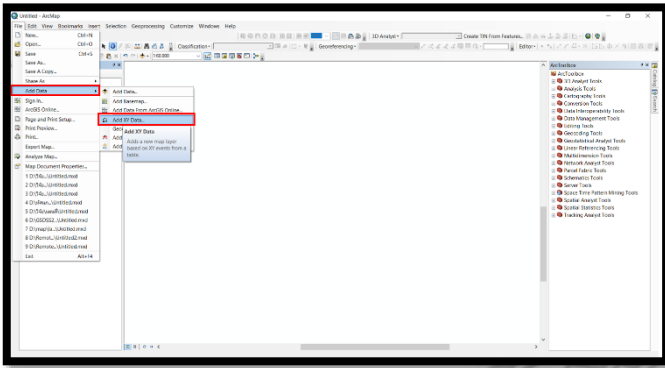 Untitled - ArcMap
File Edit View Bookmarks Insert Selection Geoprocessing Customize Windows Help
New... Ctrl+N
Open... Ctrl+O
Save Ctrl+S
Save As...
Save A Copy...
Share As
Add Data
Sign In...
ArcGIS Online...
Page and Print Setup...
Print Preview...
Print...
Export Map...
Analyze Map...
Map Document Properties...
Exit Alt+F4
Add Data...
Add Basemap...
Add Data From ArcGIS Online...
Add XY Data...
Add XY Data
Adds a new map layer
based on XY events from a
table.
Classification
Georeferencing
3D Analyst
Create TIN From Features
Editor
ArcToolbox
ArcToolbox
3D Analyst Tools
Analysis Tools
Cartography Tools
Conversion Tools
Data Interoperability Tools
Data Management Tools
Editing Tools
Geocoding Tools
Geostatistical Analyst Tools
Linear Referencing Tools
Multidimension Tools
Network Analyst Tools
Parcel Fabric Tools
Schematics Tools
Server Tools
Space Time Pattern Mining Tools
Spatial Analyst Tools
Spatial Statistics Tools
Tracking Analyst Tools